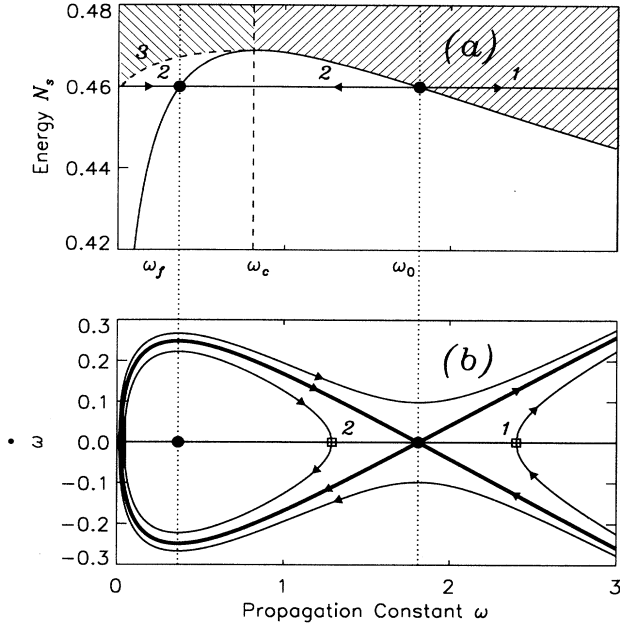 0.48
(a)
3
2
2
1
0.46
Energy N_s
0.44
0.42
ω_f
ω_c
ω_0
0.3
(b)
0.2
0.1
2
1
0.0
ω̇
-0.1
-0.2
-0.3
0
1
2
3
Propagation Constant ω